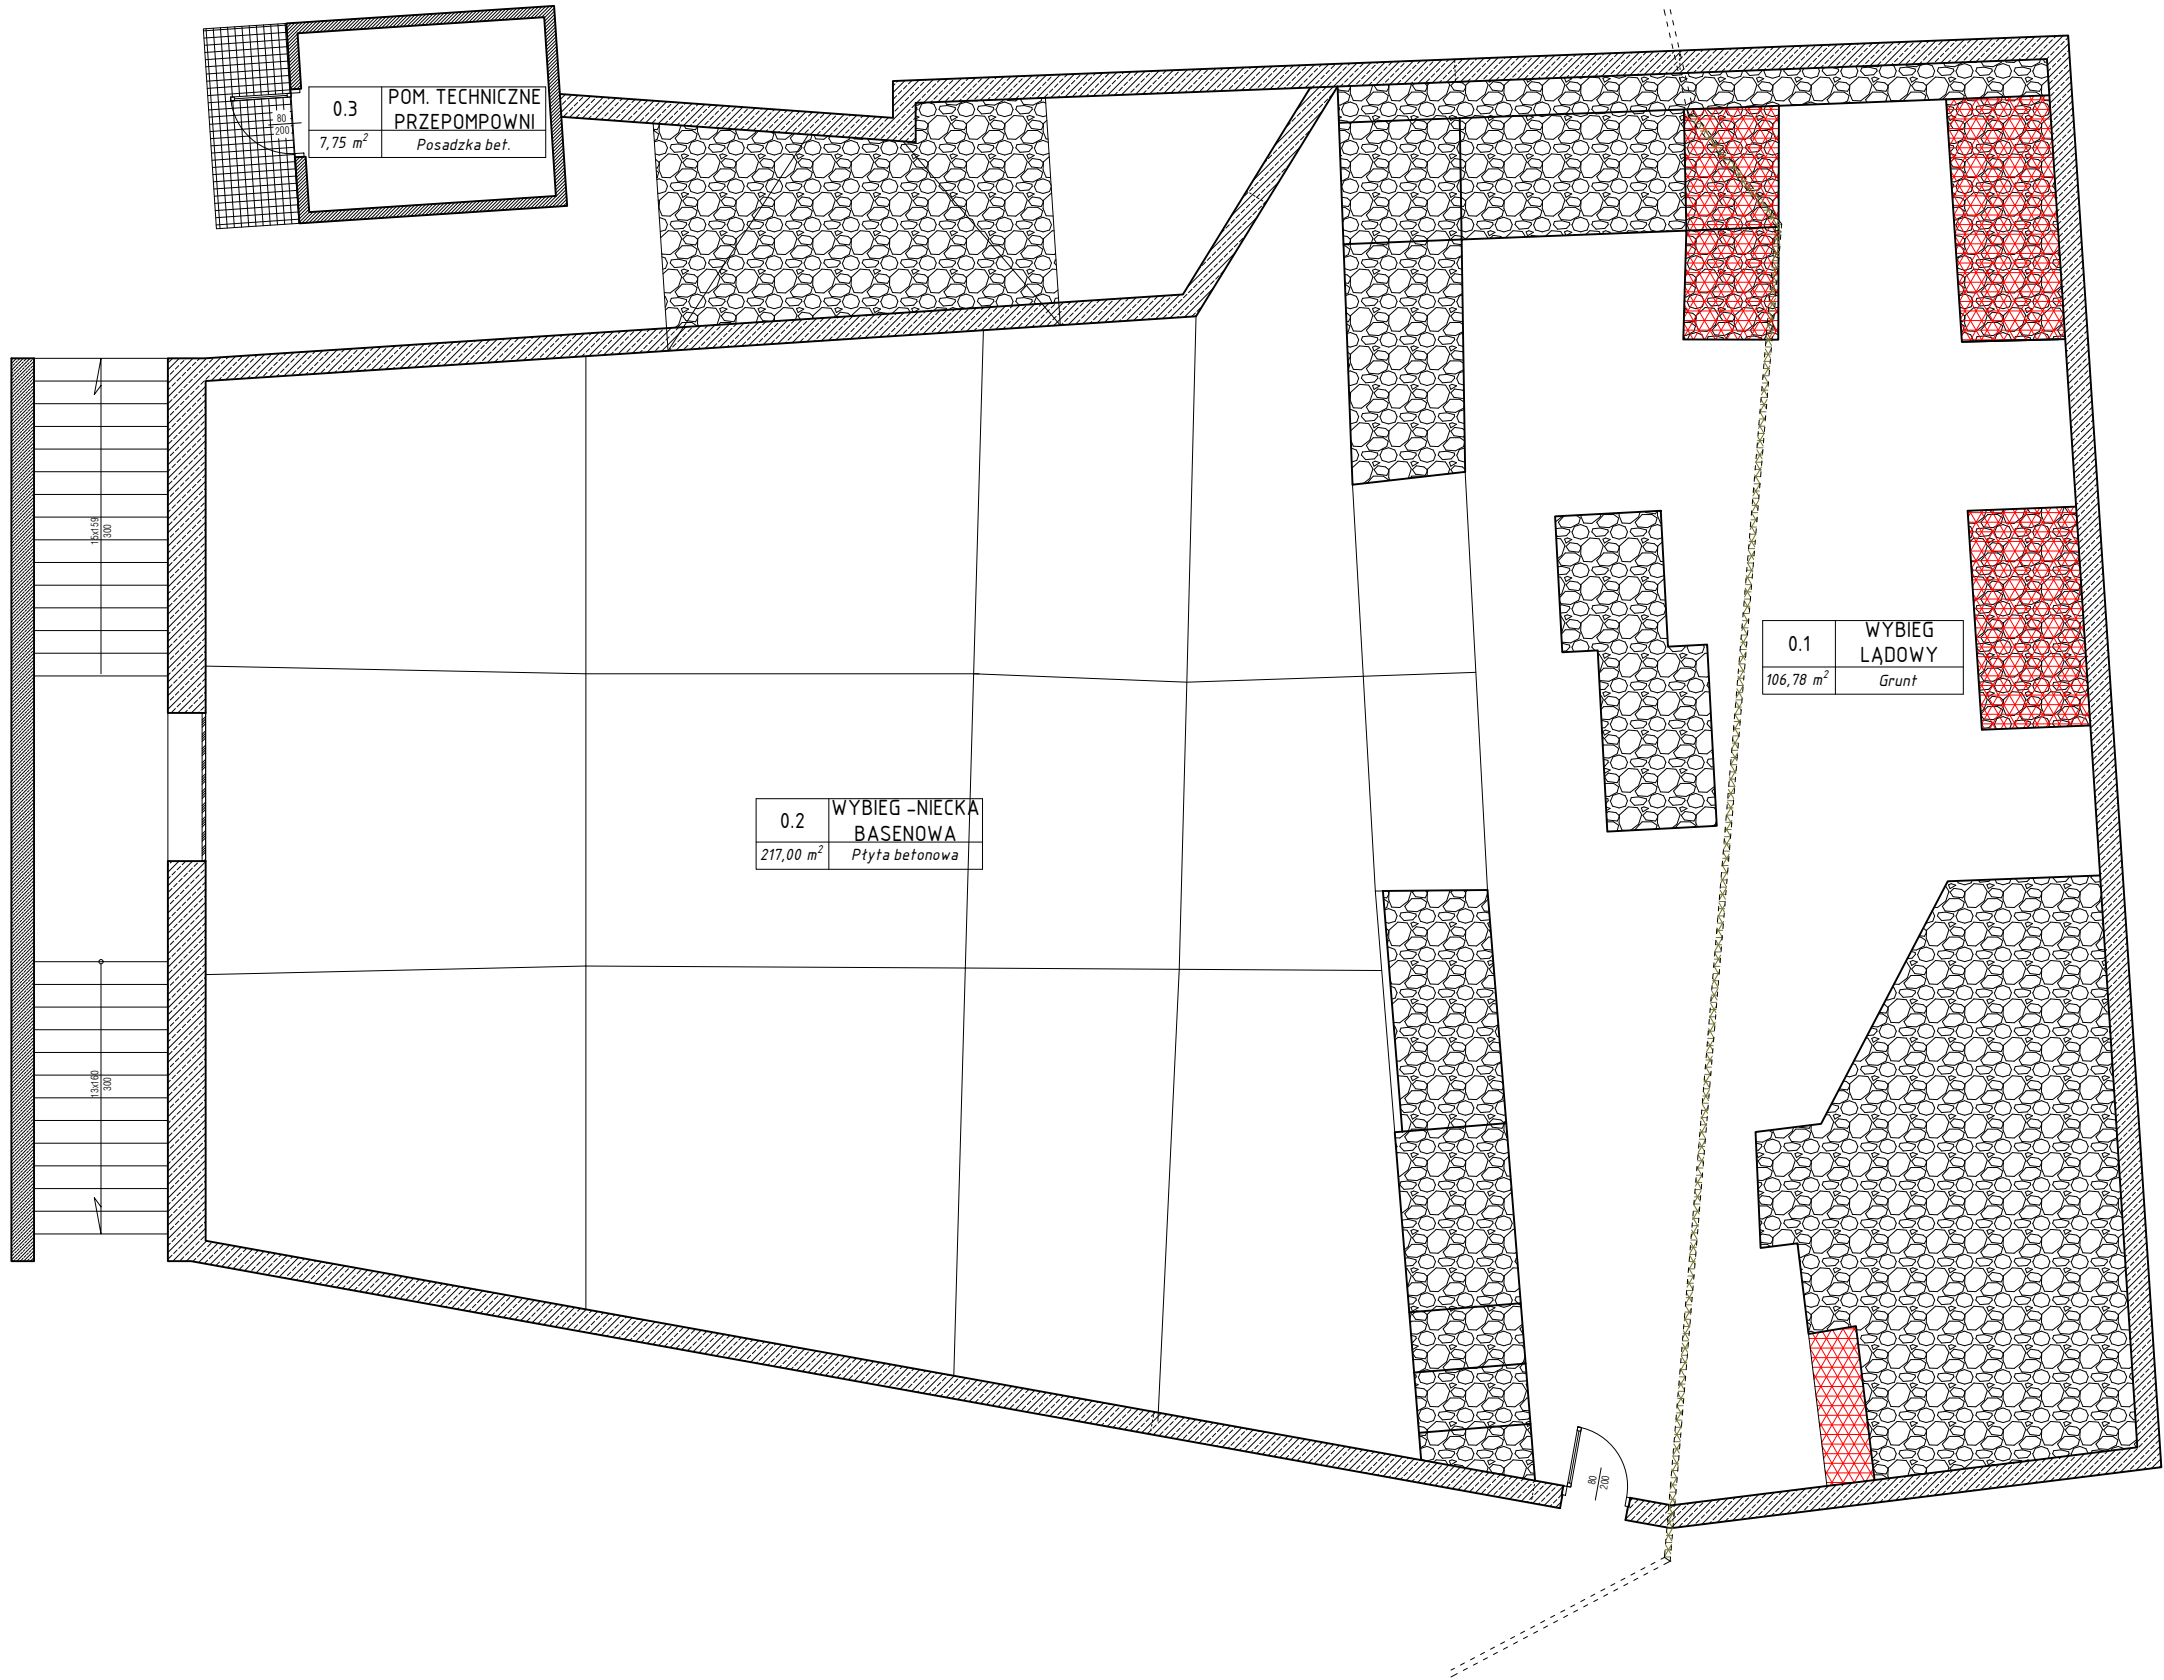 0.3
POM. TECHNICZNE
PRZEPOMPOWNI
7,75 m²
Posadzka bet.
80
200
15x159
300
0.1
WYBIEG
LĄDOWY
106,78 m²
Grunt
0.2
WYBIEG -NIECKA
BASENOWA
217,00 m²
Płyta betonowa
13x160
300
80
200